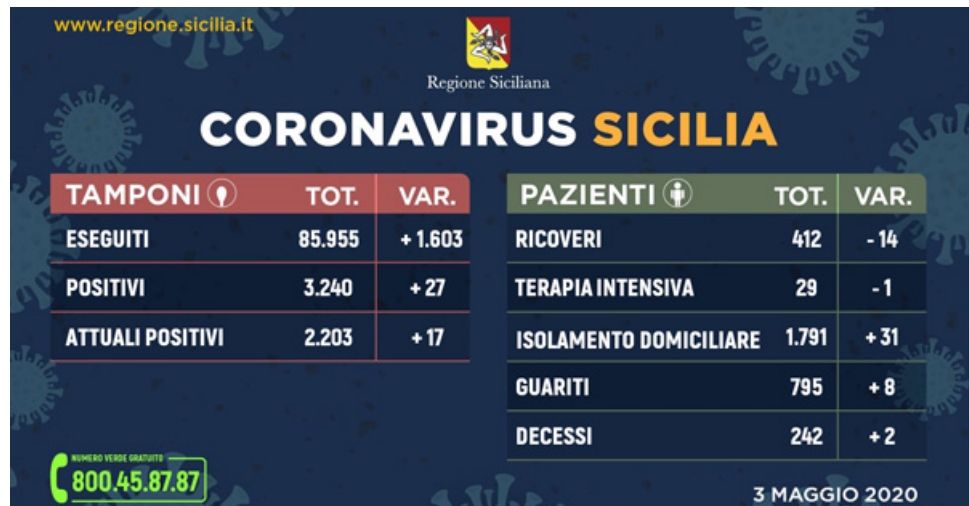 www.regione.sicilia.it
Regione Siciliana
CORONAVIRUS SICILIA
TAMPONI TOT. VAR.
ESEGUITI 85.955 + 1.603
POSITIVI 3.240 + 27
ATTUALI POSITIVI 2.203 + 17
PAZIENTI TOT. VAR.
RICOVERI 412 - 14
TERAPIA INTENSIVA 29 - 1
ISOLAMENTO DOMICILIARE 1.791 + 31
GUARITI 795 + 8
DECESSI 242 + 2
NUMERO VERDE GRATUITO
800.45.87.87
3 MAGGIO 2020